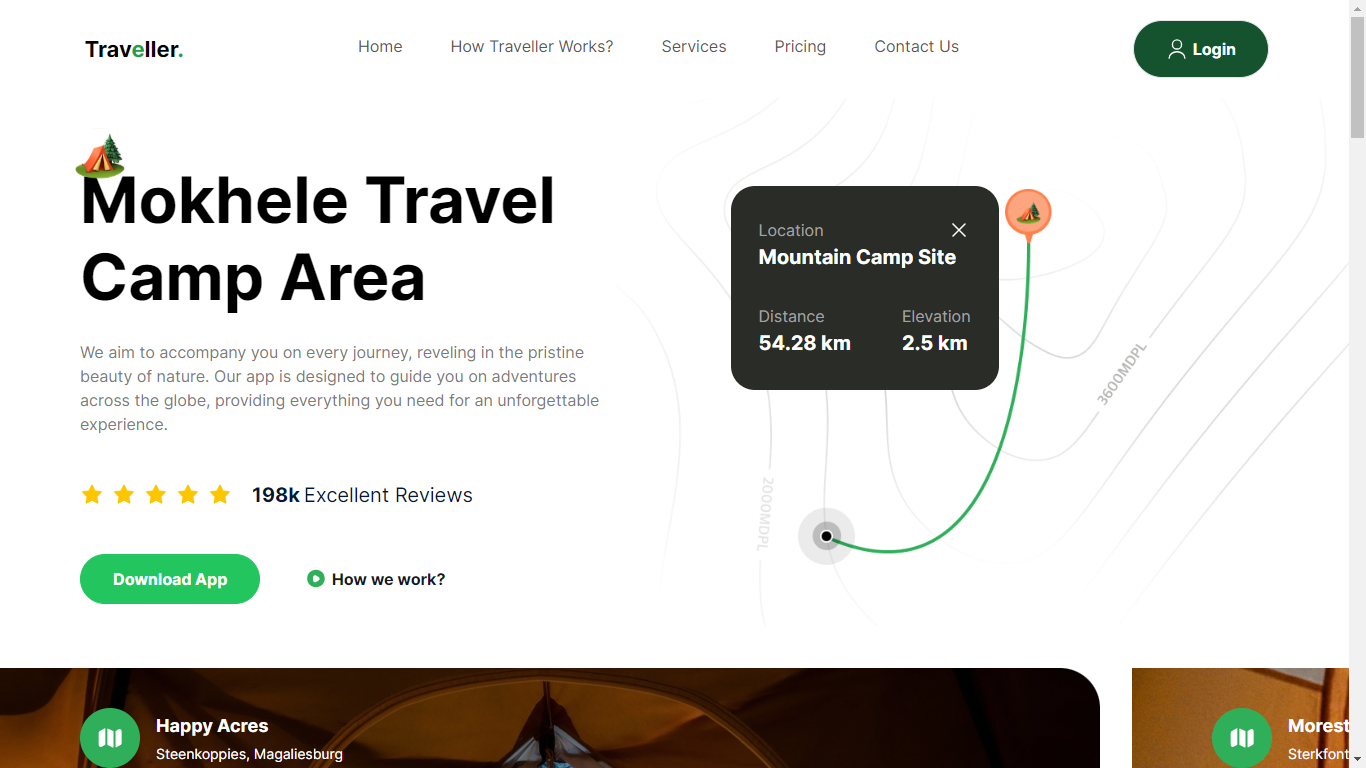 Traveller.
Home
How Traveller Works?
Services
Pricing
Contact Us
Login
Mokhele Travel
Camp Area
We aim to accompany you on every journey, reveling in the pristine
beauty of nature. Our app is designed to guide you on adventures
across the globe, providing everything you need for an unforgettable
experience.
198k Excellent Reviews
Download App
How we work?
Location
Mountain Camp Site
Distance
Elevation
54.28 km
2.5 km
3600MDPL
2000MDPL
Happy Acres
Steenkoppies, Magaliesburg
Morest
Sterkfont